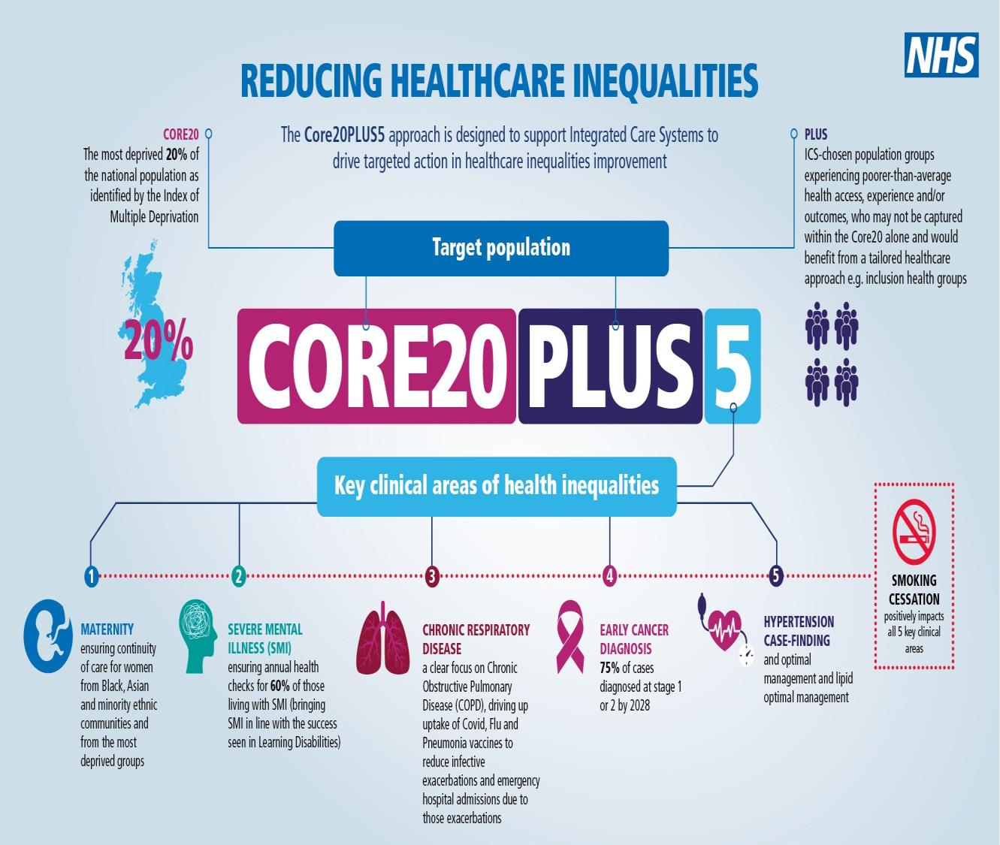 NHS
REDUCING HEALTHCARE INEQUALITIES
The Core20PLUS5 approach is designed to support Integrated Care Systems to
drive targeted action in healthcare inequalities improvement
CORE20
The most deprived 20% of
the national population as
identified by the Index of
Multiple Deprivation
20%
PLUS
ICS-chosen population groups
experiencing poorer-than-average
health access, experience and/or
outcomes, who may not be captured
within the Core20 alone and would
benefit from a tailored healthcare
approach e.g. inclusion health groups
Target population
CORE20 PLUS 5
Key clinical areas of health inequalities
1
MATERNITY
ensuring continuity
of care for women
from Black, Asian
and minority ethnic
communities and
from the most
deprived groups
2
SEVERE MENTAL
ILLNESS (SMI)
ensuring annual health
checks for 60% of those
living with SMI (bringing
SMI in line with the success
seen in Learning Disabilities)
3
CHRONIC RESPIRATORY
DISEASE
a clear focus on Chronic
Obstructive Pulmonary
Disease (COPD), driving up
uptake of Covid, Flu and
Pneumonia vaccines to
reduce infective
exacerbations and emergency
hospital admissions due to
those exacerbations
4
EARLY CANCER
DIAGNOSIS
75% of cases
diagnosed at stage 1
or 2 by 2028
5
HYPERTENSION
CASE-FINDING
and optimal
management and lipid
optimal management
SMOKING
CESSATION
positively impacts
all 5 key clinical
areas